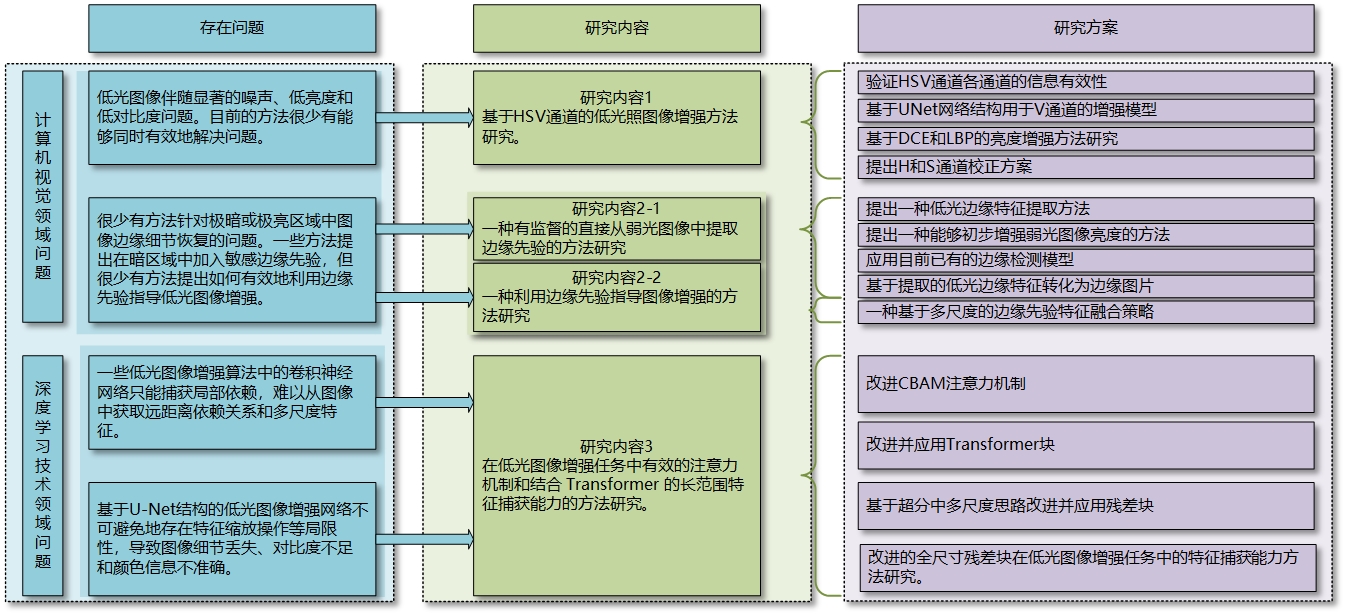 存在问题
研究内容
研究方案
计算机视觉领域问题
低光图像伴随显著的噪声、低亮度和
低对比度问题。目前的方法很少有能
够同时有效地解决问题。
研究内容1
基于HSV通道的低光照图像增强方法
研究。
验证HSV通道各通道的信息有效性
基于UNet网络结构用于V通道的增强模型
基于DCE和LBP的亮度增强方法研究
提出H和S通道校正方案
很少有方法针对极暗或极亮区域中图
像边缘细节恢复的问题。一些方法提
出在暗区域中加入敏感边缘先验，但
很少有方法提出如何有效地利用边缘
先验指导低光图像增强。
研究内容2-1
一种有监督的直接从弱光图像中提取
边缘先验的方法研究
研究内容2-2
一种利用边缘先验指导图像增强的方
法研究
提出一种低光边缘特征提取方法
提出一种能够初步增强弱光图像亮度的方法
应用目前已有的边缘检测模型
基于提取的低光边缘特征转化为边缘图片
一种基于多尺度的边缘先验特征融合策略
深度学习技术领域问题
一些低光图像增强算法中的卷积神经
网络只能捕获局部依赖，难以从图像
中获取远距离依赖关系和多尺度特
征。
基于U-Net结构的低光图像增强网络不
可避免地存在特征缩放操作等局限
性，导致图像细节丢失、对比度不足
和颜色信息不准确。
研究内容3
在低光图像增强任务中有效的注意力
机制和结合 Transformer 的长范围特
征捕获能力的方法研究。
改进CBAM注意力机制
改进并应用Transformer块
基于超分中多尺度思路改进并应用残差块
改进的全尺寸残差块在低光图像增强任务中的特征捕获能力方
法研究。